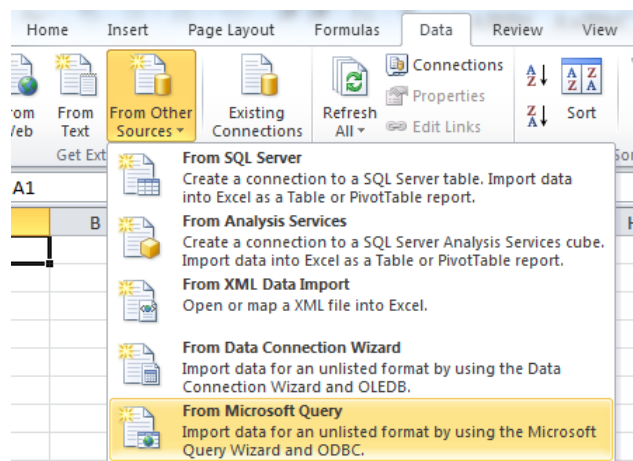 Home Insert Page Layout Formulas Data Review View
From Other Sources
From Text
Existing Connections
Refresh All
Connections
Properties
Edit Links
Sort
Get Ext
A1
B
From SQL Server
Create a connection to a SQL Server table. Import data
into Excel as a Table or PivotTable report.
From Analysis Services
Create a connection to a SQL Server Analysis Services cube.
Import data into Excel as a Table or PivotTable report.
From XML Data Import
Open or map a XML file into Excel.
From Data Connection Wizard
Import data for an unlisted format by using the Data
Connection Wizard and OLEDB.
From Microsoft Query
Import data for an unlisted format by using the Microsoft
Query Wizard and ODBC.